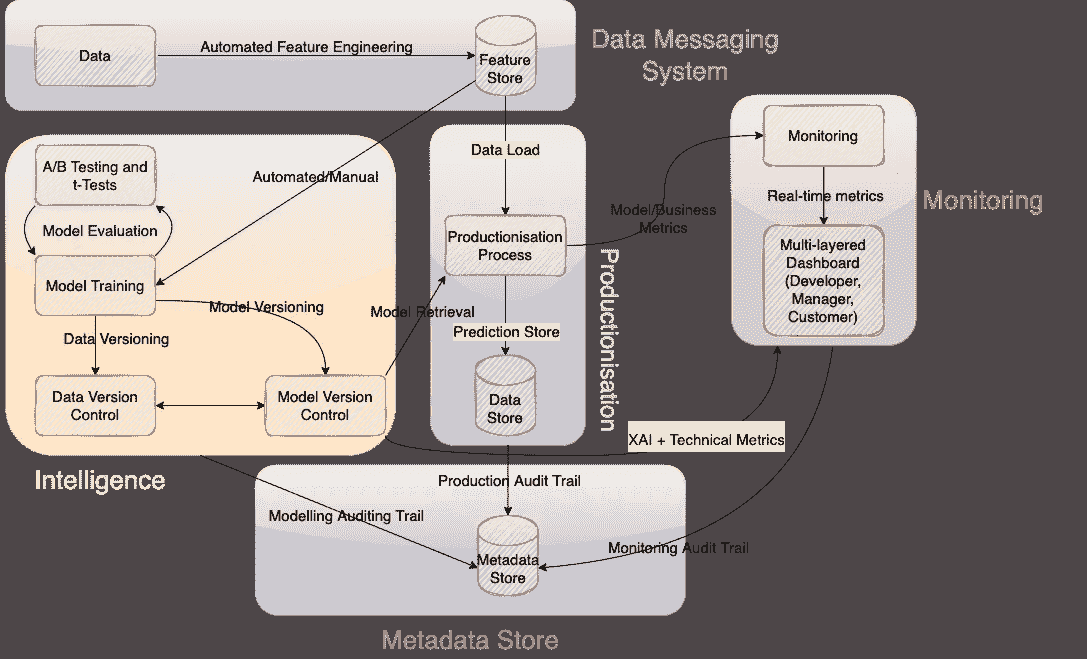 Data
Automated Feature Engineering
Feature
Store
Data Messaging
System
A/B Testing and
t-Tests
Automated/Manual
Model Evaluation
Model Training
Model Versioning
Data Versioning
Data Version
Control
Model Version
Control
Intelligence
Data Load
Productionisation
Process
Model Retrieval
Prediction Store
Data
Store
Productionisation
Model/Business
Metrics
Monitoring
Real-time metrics
Multi-layered
Dashboard
(Developer,
Manager,
Customer)
Monitoring
XAI + Technical Metrics
Production Audit Trail
Modelling Auditing Trail
Metadata
Store
Monitoring Audit Trail
Metadata Store